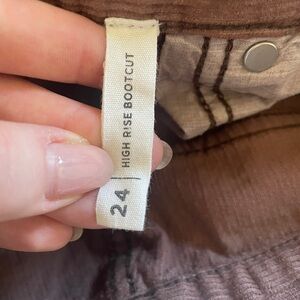 24 | HIGH RISE BOOTCUT